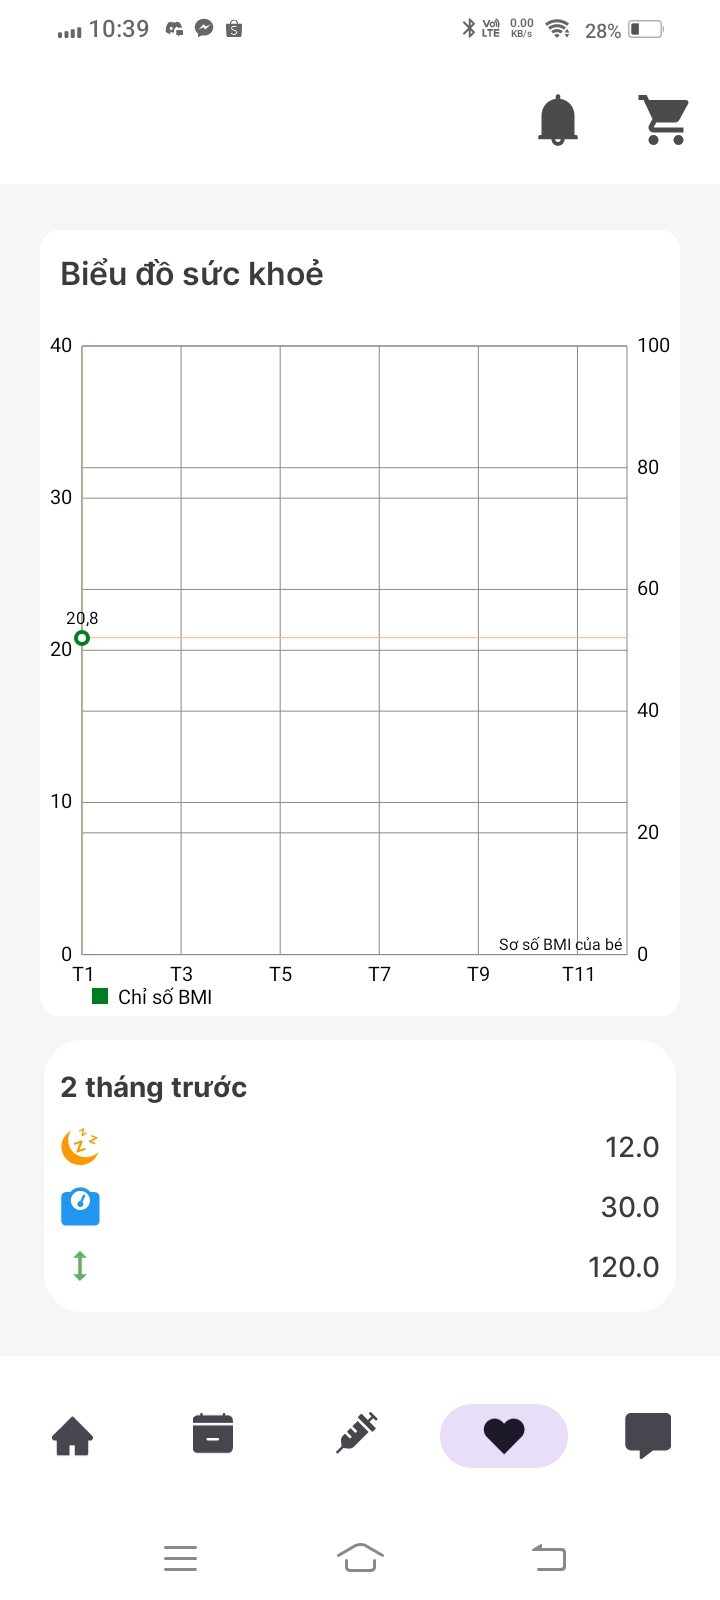 10:39 Vo) LTE 0.00 KB/s 28%
Biểu đồ sức khoẻ
40 100
80
30
60
20,8
20
40
10
20
Sơ số BMI của bé
0 0
T1 T3 T5 T7 T9 T11
Chỉ số BMI
2 tháng trước
12.0
30.0
120.0